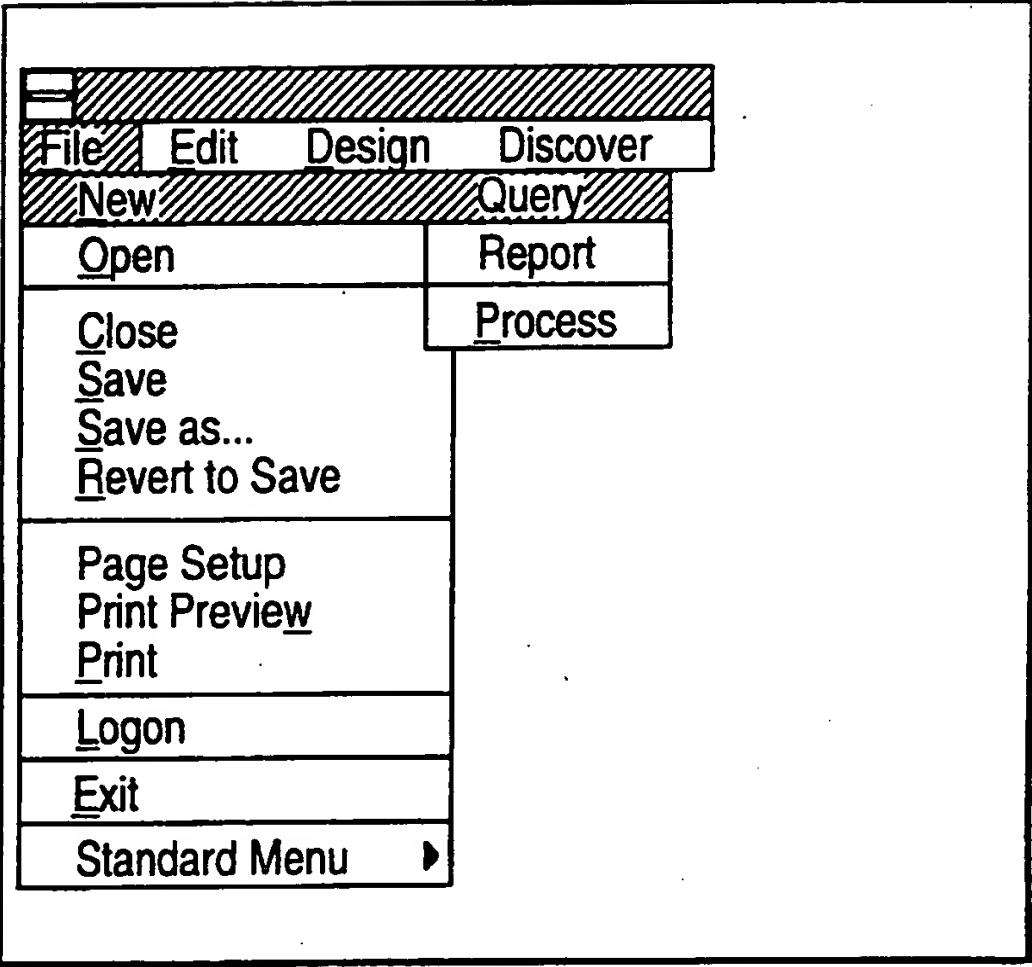 File Edit Design Discover
New Query
Open Report
Process
Close
Save
Save as...
Revert to Save
Page Setup
Print Preview
Print
Logon
Exit
Standard Menu